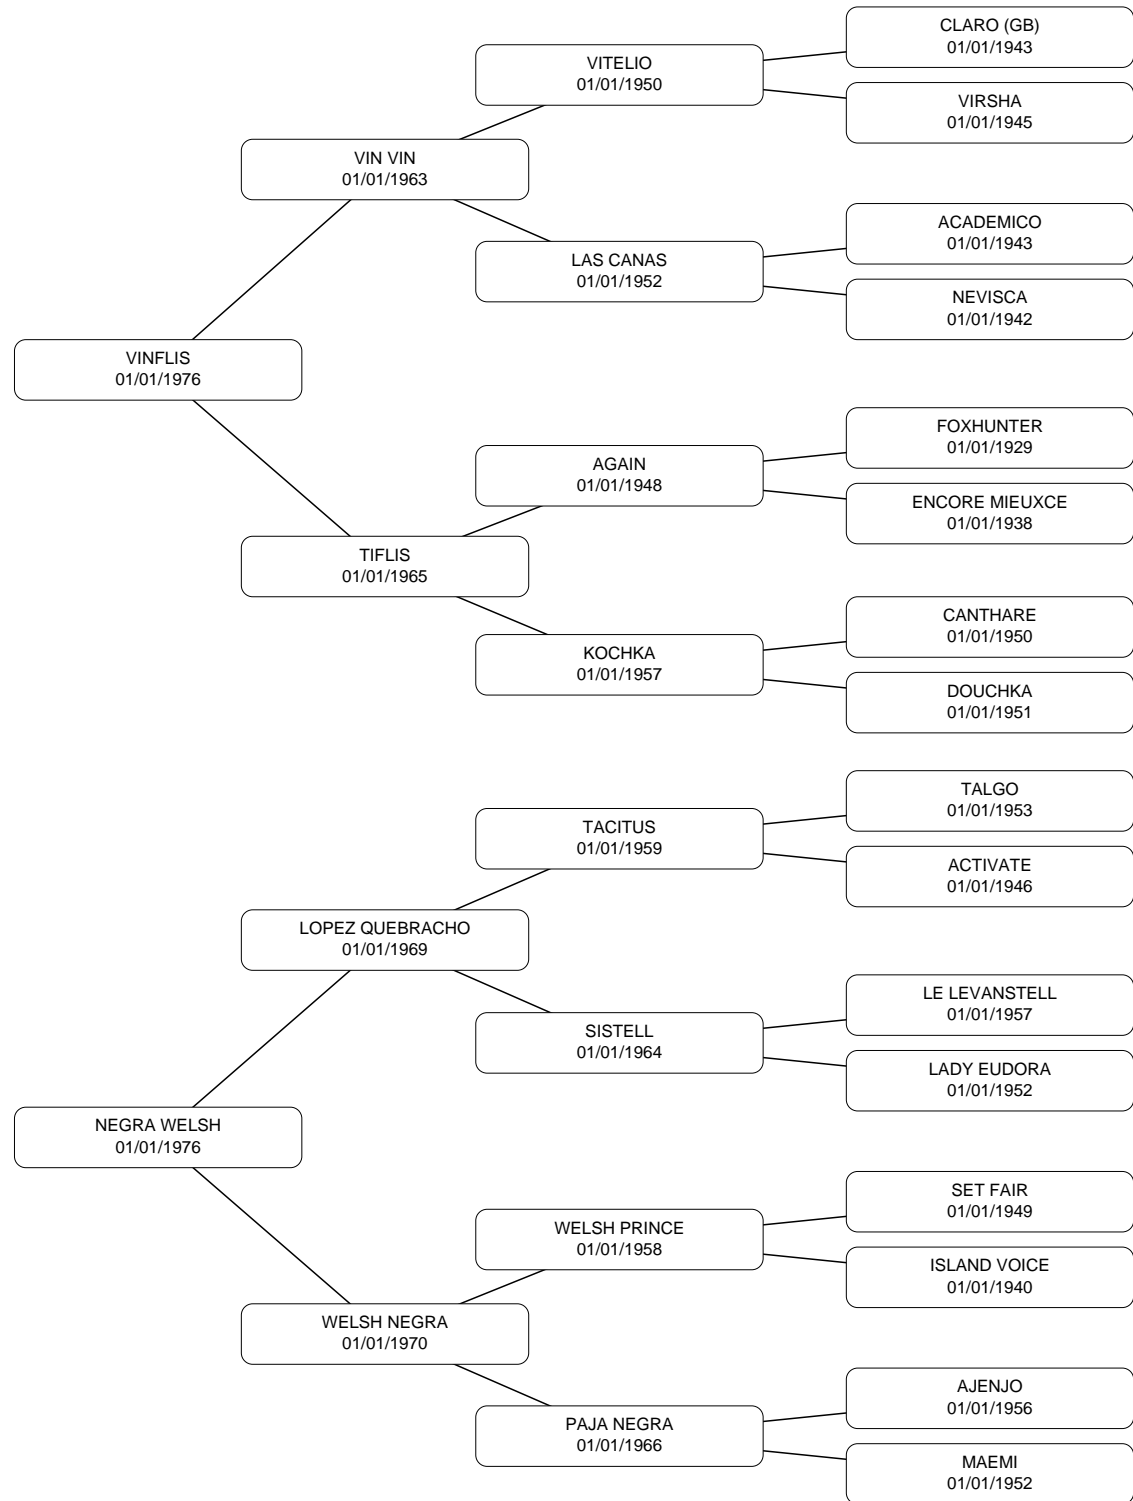 CLARO (GB)
01/01/1943
VITELIO
01/01/1950
VIRSHA
01/01/1945
VIN VIN
01/01/1963
ACADEMICO
01/01/1943
LAS CANAS
01/01/1952
NEVISCA
01/01/1942
VINFLIS
01/01/1976
FOXHUNTER
01/01/1929
AGAIN
01/01/1948
ENCORE MIEUXCE
01/01/1938
TIFLIS
01/01/1965
CANTHARE
01/01/1950
KOCHKA
01/01/1957
DOUCHKA
01/01/1951
TALGO
01/01/1953
TACITUS
01/01/1959
ACTIVATE
01/01/1946
LOPEZ QUEBRACHO
01/01/1969
LE LEVANSTELL
01/01/1957
SISTELL
01/01/1964
LADY EUDORA
01/01/1952
NEGRA WELSH
01/01/1976
SET FAIR
01/01/1949
WELSH PRINCE
01/01/1958
ISLAND VOICE
01/01/1940
WELSH NEGRA
01/01/1970
AJENJO
01/01/1956
PAJA NEGRA
01/01/1966
MAEMI
01/01/1952